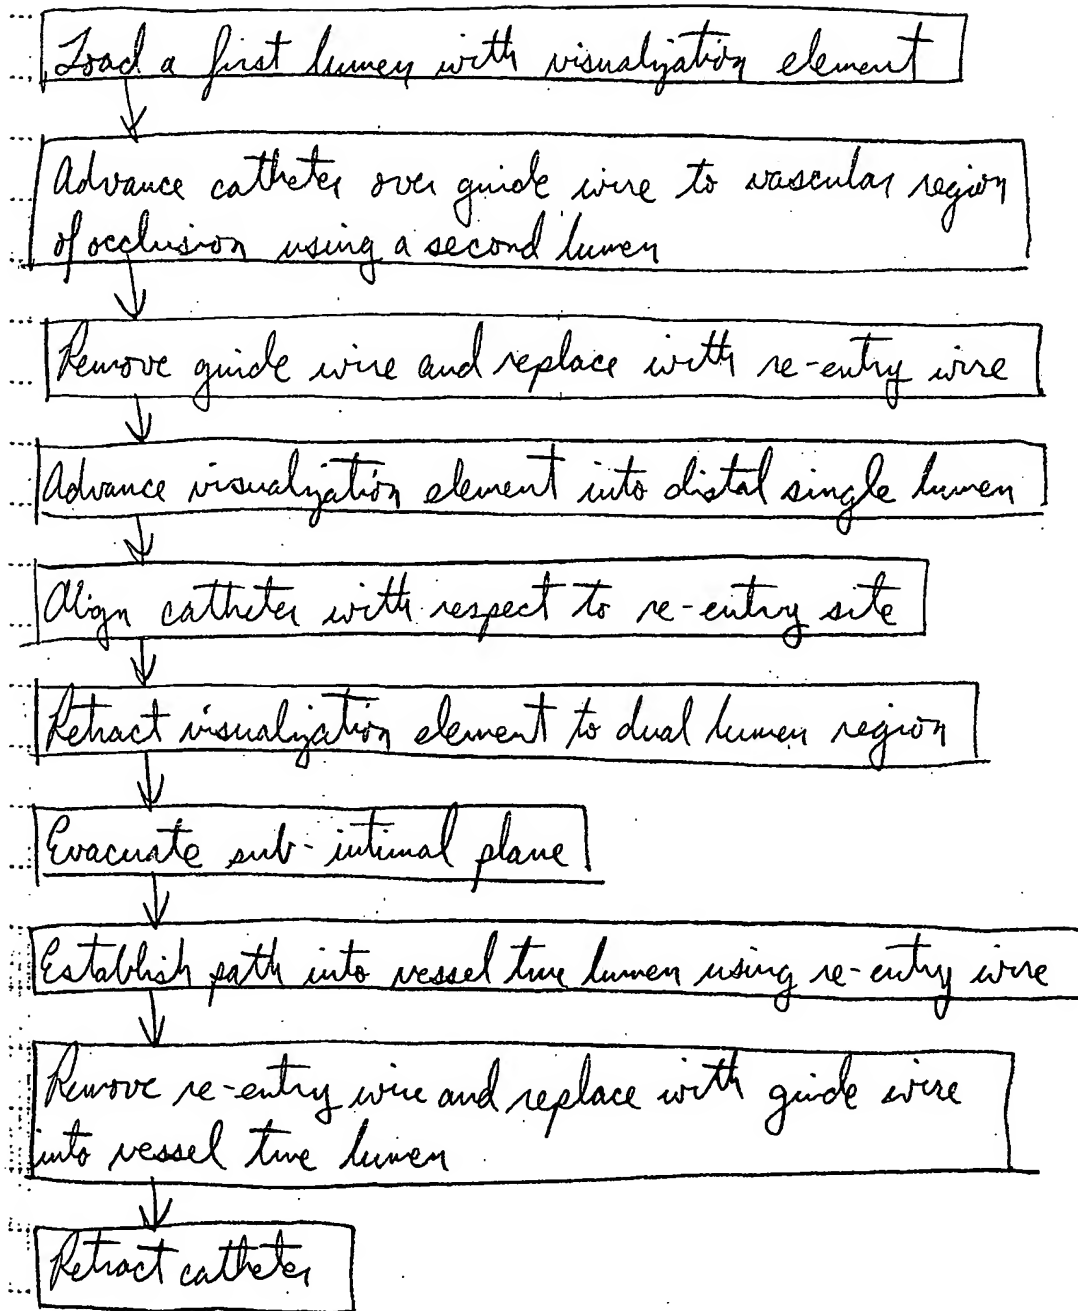 Load a first lumen with visualization element
Advance catheter over guide wire to vascular region
of occlusion using a second lumen
Remove guide wire and replace with re-entry wire
Advance visualization element into distal single lumen
Align catheter with respect to re-entry site
Retract visualization element to dual lumen region
Evacuate sub-intimal plane
Establish path into vessel true lumen using re-entry wire
Remove re-entry wire and replace with guide wire
into vessel true lumen
Retract catheter